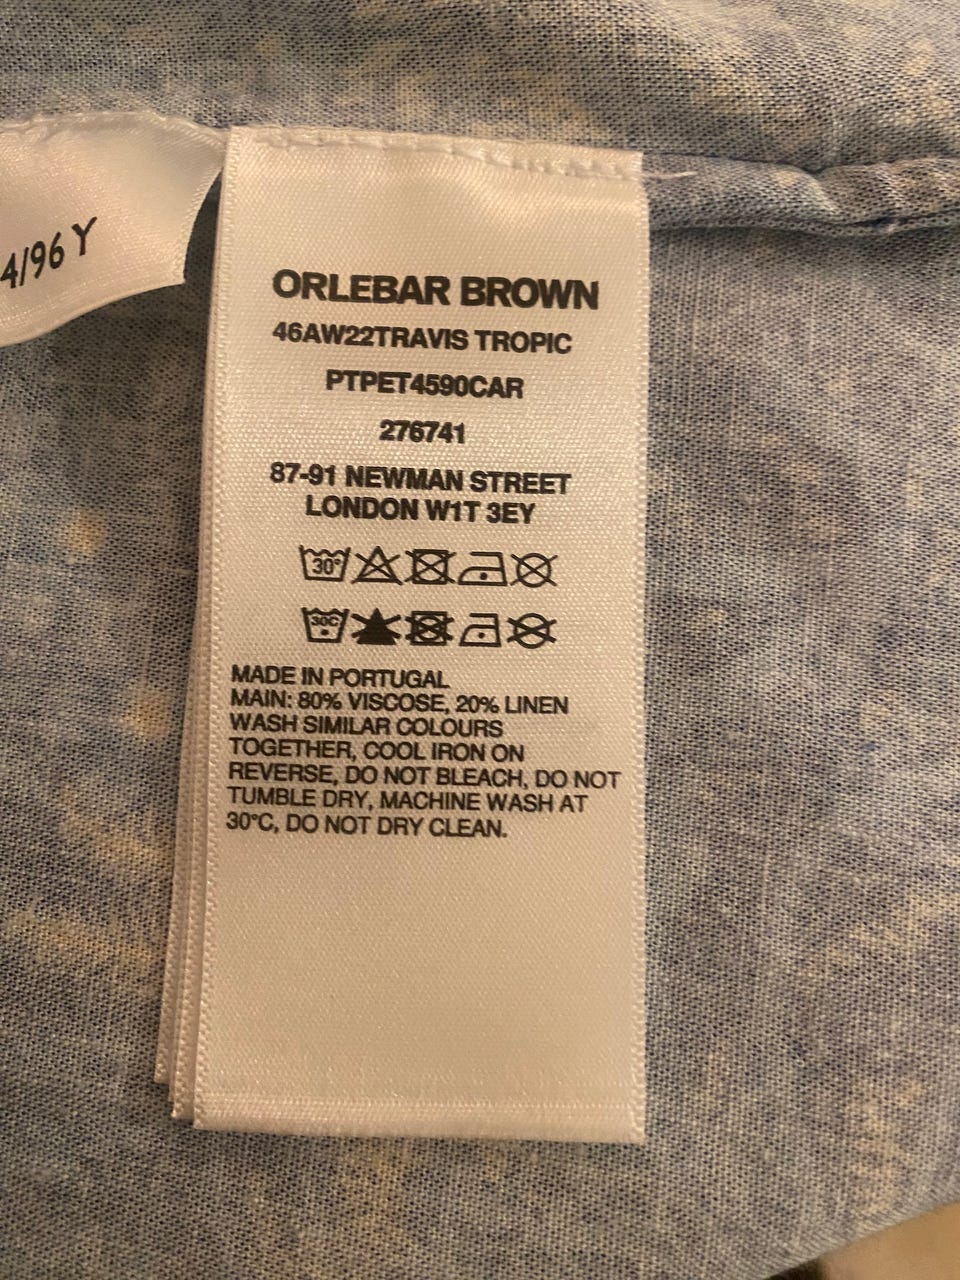 4/96 Y
ORLEBAR BROWN
46AW22TRAVIS TROPIC
PTPET4590CAR
276741
87-91 NEWMAN STREET
LONDON W1T 3EY
30°
30C
MADE IN PORTUGAL
MAIN: 80% VISCOSE, 20% LINEN
WASH SIMILAR COLOURS
TOGETHER, COOL IRON ON
REVERSE, DO NOT BLEACH, DO NOT
TUMBLE DRY, MACHINE WASH AT
30°C, DO NOT DRY CLEAN.